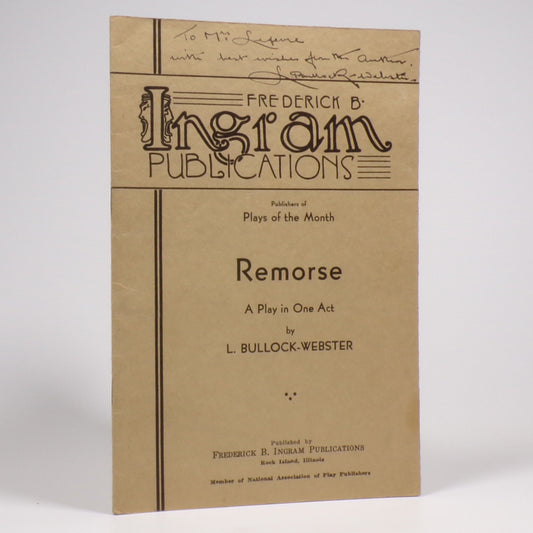 To Mrs. Lefevre
with best wishes from the Author.
L. Bullock-Webster
FREDERICK B.
Ingram
PUBLICATIONS
Publishers of
Plays of the Month
Remorse
A Play in One Act
by
L. BULLOCK-WEBSTER
Published by
FREDERICK B. INGRAM PUBLICATIONS
Rock Island, Illinois
Member of National Association of Play Publishers